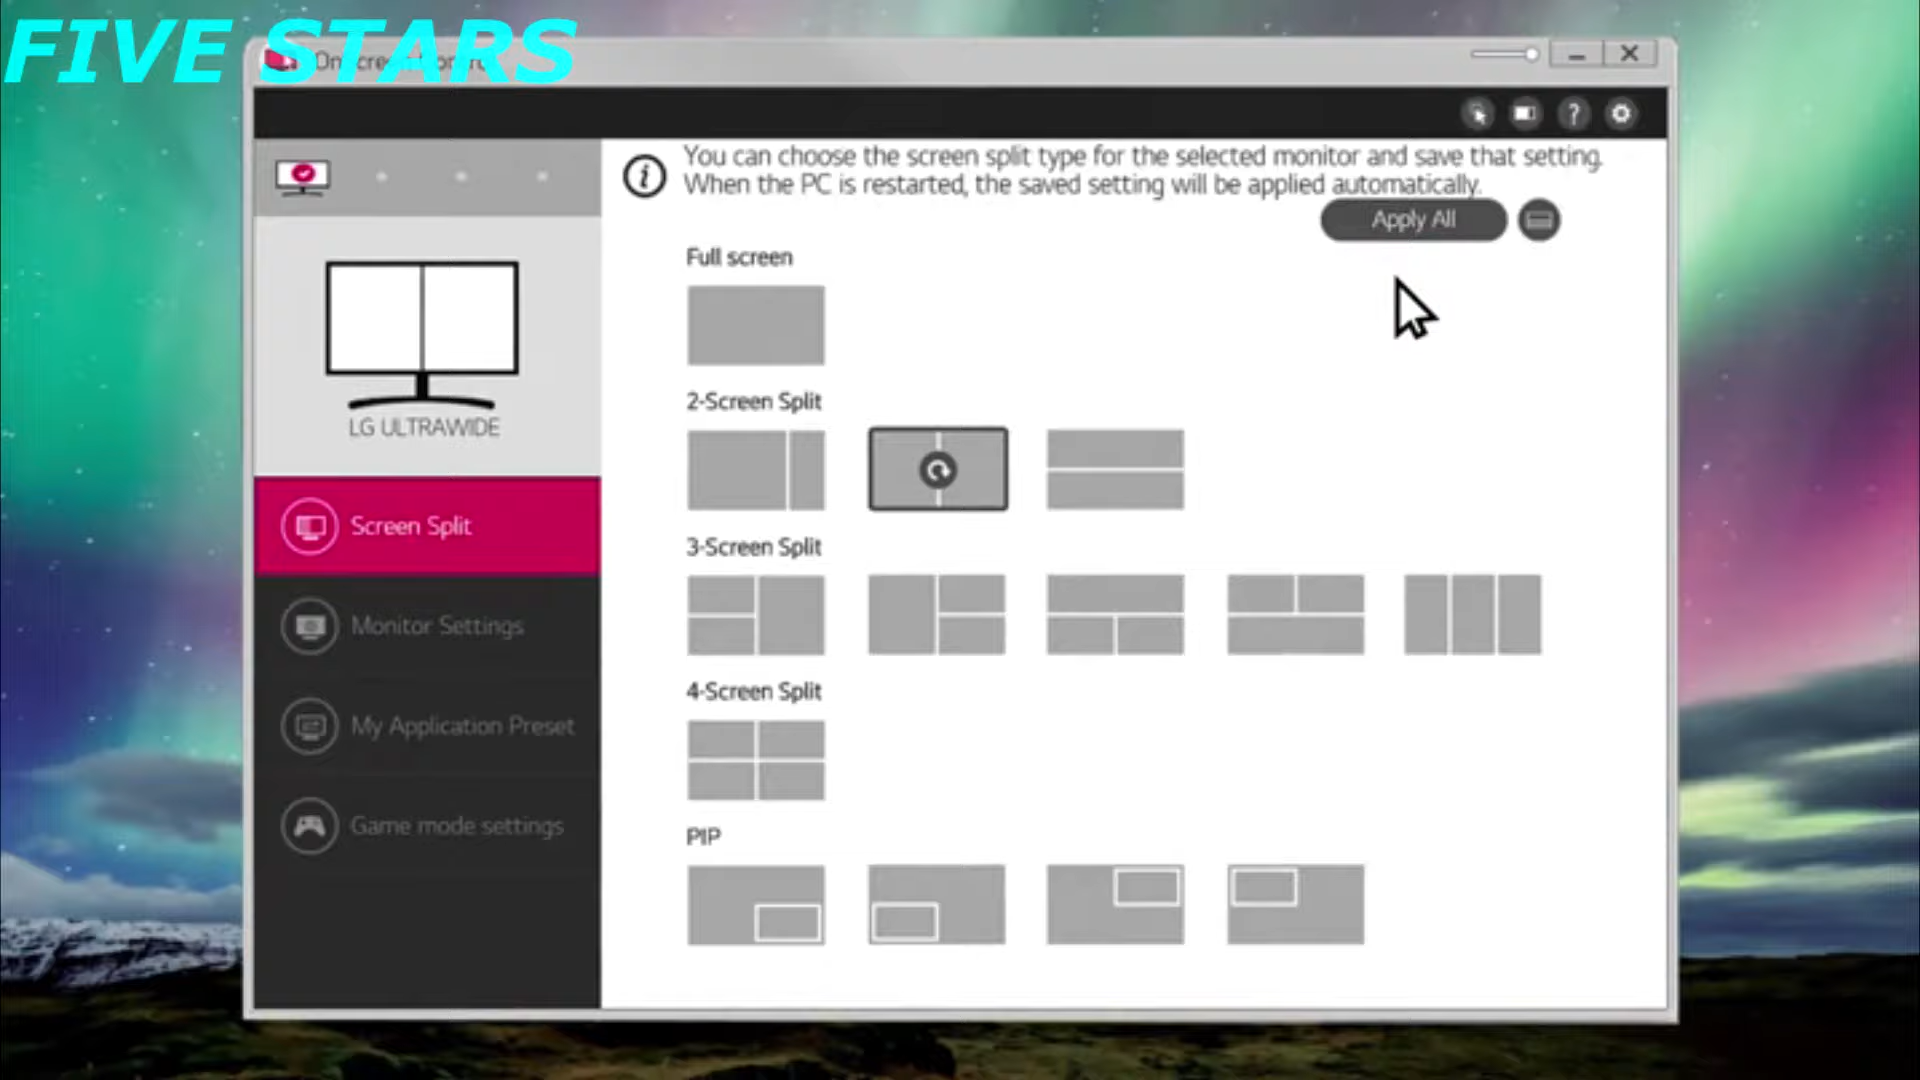 FIVE STARS
OnScreen Control
You can choose the screen split type for the selected monitor and save that setting.
When the PC is restarted, the saved setting will be applied automatically.
Apply All
Full screen
LG ULTRAWIDE
2-Screen Split
Screen Split
3-Screen Split
Monitor Settings
4-Screen Split
My Application Preset
Game mode settings
PIP